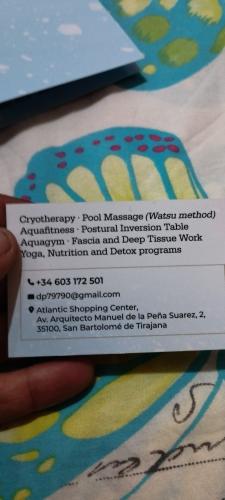 Cryotherapy · Pool Massage (Watsu method)
Aquafitness · Postural Inversion Table
Aquagym · Fascia and Deep Tissue Work
Yoga, Nutrition and Detox programs
+34 603 172 501
dp79790@gmail.com
Atlantic Shopping Center,
Av. Arquitecto Manuel de la Peña Suarez, 2,
35100, San Bartolomé de Tirajana